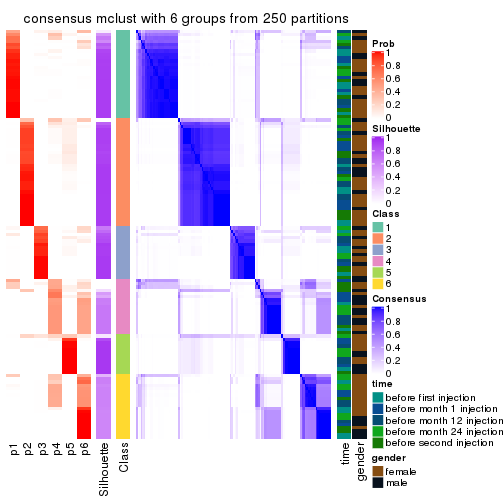 consensus mclust with 6 groups from 250 partitions
Prob
1
0.8
0.6
0.4
0.2
0
Silhouette
1
0.8
0.6
0.4
0.2
0
Class
1
2
3
4
5
6
Consensus
1
0.8
0.6
0.4
0.2
0
time
before first injection
before month 1 injection
before month 12 injection
before month 24 injection
before second injection
gender
female
male
p1
p2
p3
p4
p5
p6
Silhouette
Class
time
gender